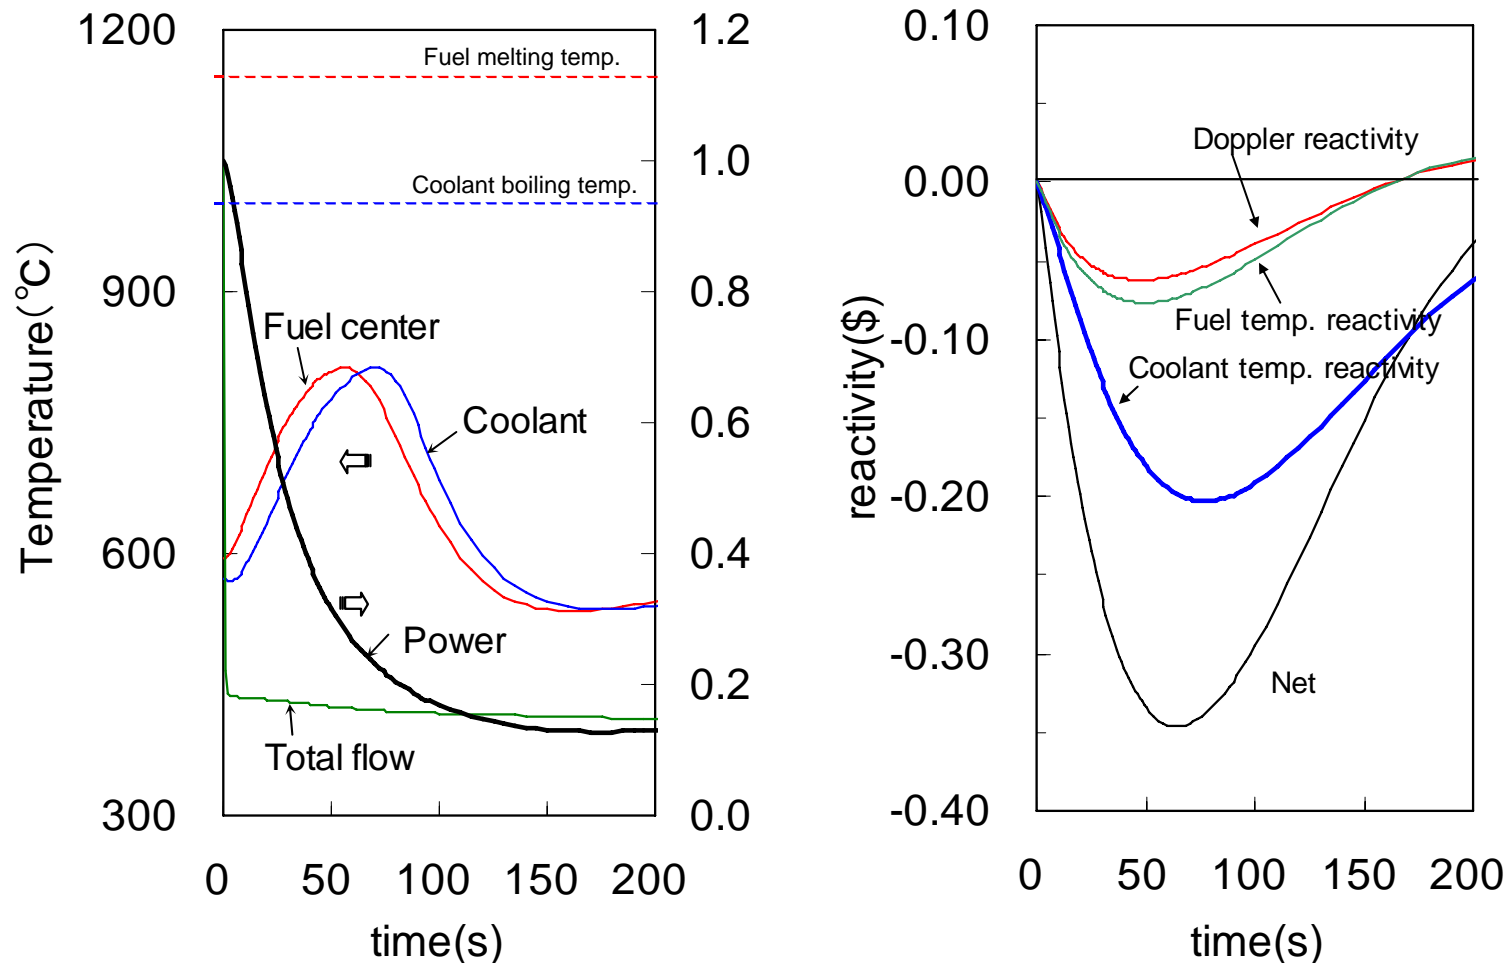 1200
1.2
Fuel melting temp.
1.0
Coolant boiling temp.
900
0.8
Fuel center
Coolant
0.6
600
0.4
Power
0.2
Total flow
300
0.0
0 50 100 150 200
time(s)
Temperature(℃)
0.10
Doppler reactivity
0.00
Fuel temp. reactivity
-0.10
Coolant temp. reactivity
-0.20
-0.30
Net
-0.40
0 50 100 150 200
time(s)
reactivity($)